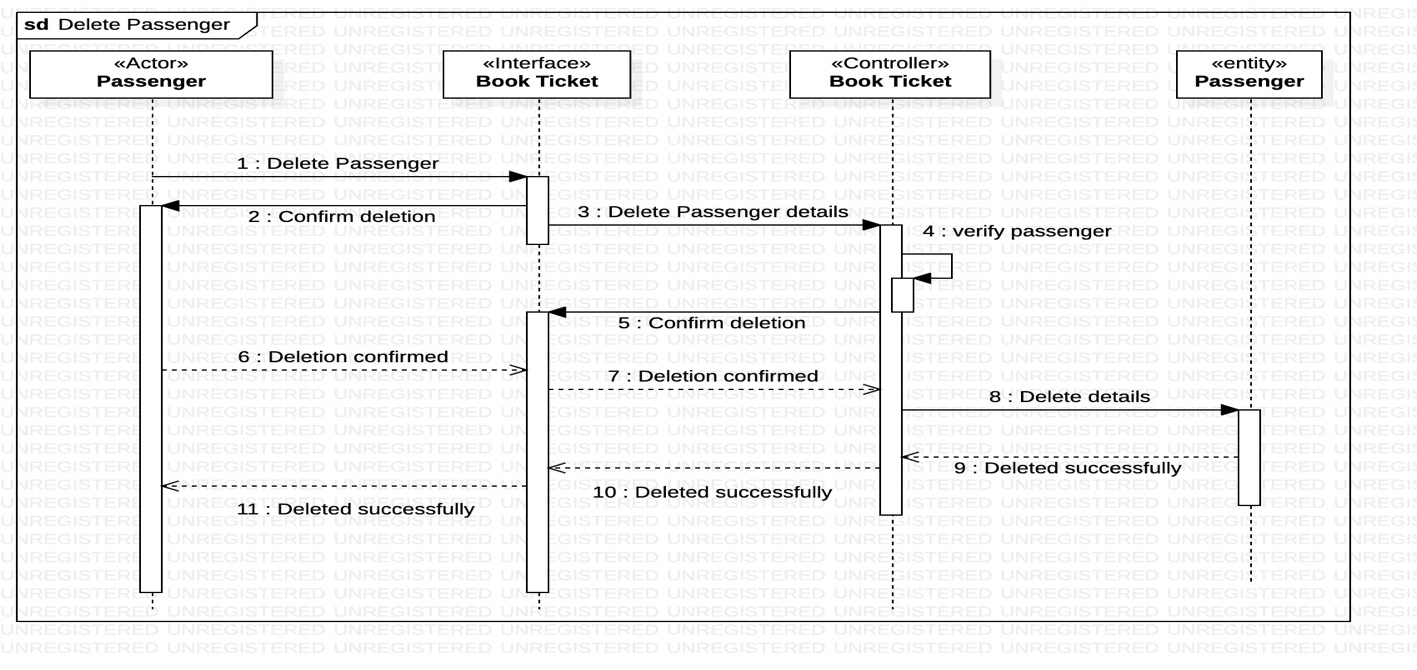 sd Delete Passenger
«Actor»
Passenger
«Interface»
Book Ticket
«Controller»
Book Ticket
«entity»
Passenger
1 : Delete Passenger
2 : Confirm deletion
3 : Delete Passenger details
4 : verify passenger
5 : Confirm deletion
6 : Deletion confirmed
7 : Deletion confirmed
8 : Delete details
9 : Deleted successfully
10 : Deleted successfully
11 : Deleted successfully
UNREGISTERED